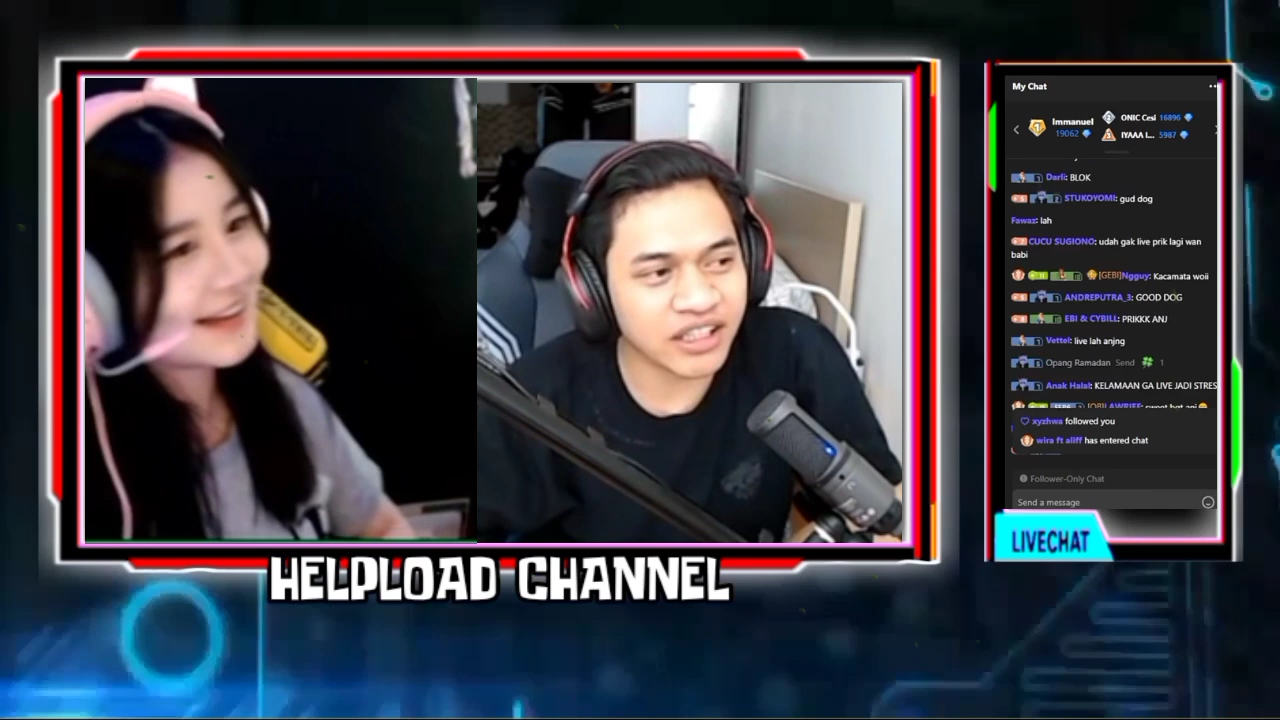 My Chat
Immanuel
19062
ONIC Cesl 16896
IYAAA I... 5987
Darli: BLOK
STUKOYOMI: gud dog
Fawaz: lah
CUCU SUGIONO: udah gak live prik lagi wan
babi
[GEBI]Ngguy: Kacamata woii
ANDREPUTRA_3: GOOD DOG
EBI & CYBILL: PRIKKK ANJ
Vettel: live lah anjng
Opang Ramadan Send 1
Anak Halal: KELAMAAN GA LIVE JADI STRES
xyzhwa followed you
wira ft aliff has entered chat
Follower-Only Chat
Send a message
LIVECHAT
HELPLOAD CHANNEL